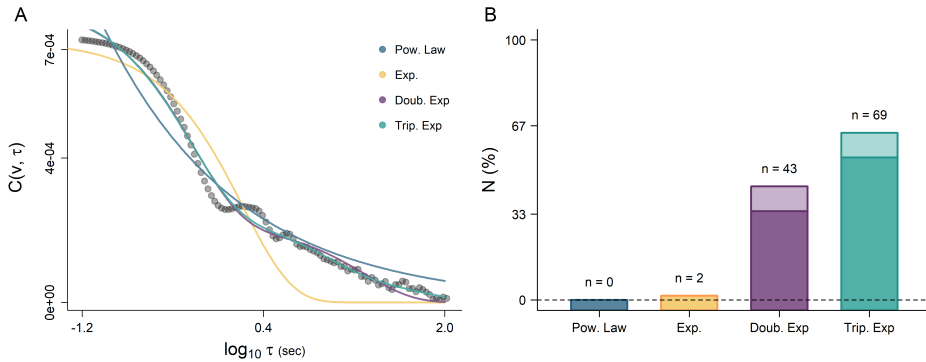 A
C(v, τ)
7e-04
4e-04
0e+00
-1.2
0.4
2.0
log10 τ (sec)
Pow. Law
Exp.
Doub. Exp
Trip. Exp
B
N (%)
100
67
33
0
n = 0
n = 2
n = 43
n = 69
Pow. Law
Exp.
Doub. Exp
Trip. Exp